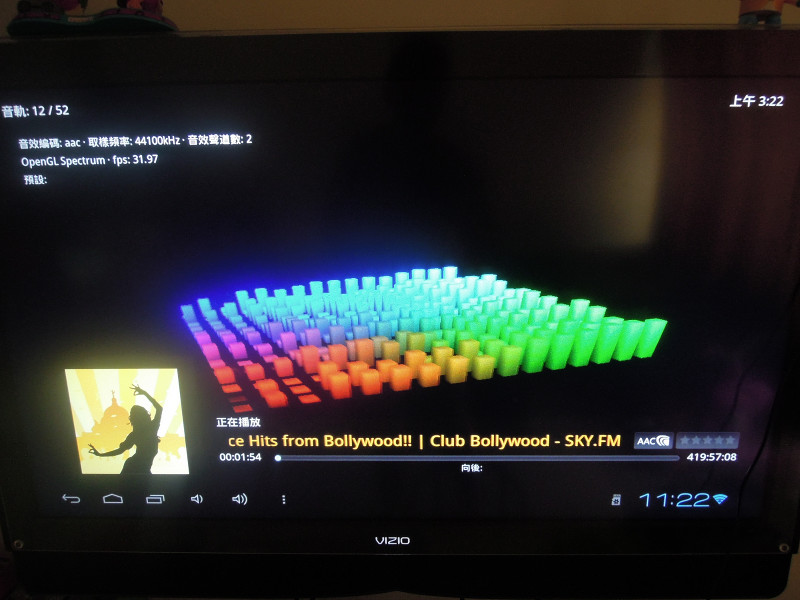 音軌: 12 / 52
上午 3:22
音效編碼: aac · 取樣頻率: 44100kHz · 音效聲道數: 2
OpenGL Spectrum · fps: 31.97
預設:
正在播放
ce Hits from Bollywood!! | Club Bollywood - SKY.FM
AAC
00:01:54
419:57:08
向後:
11:22
VIZIO